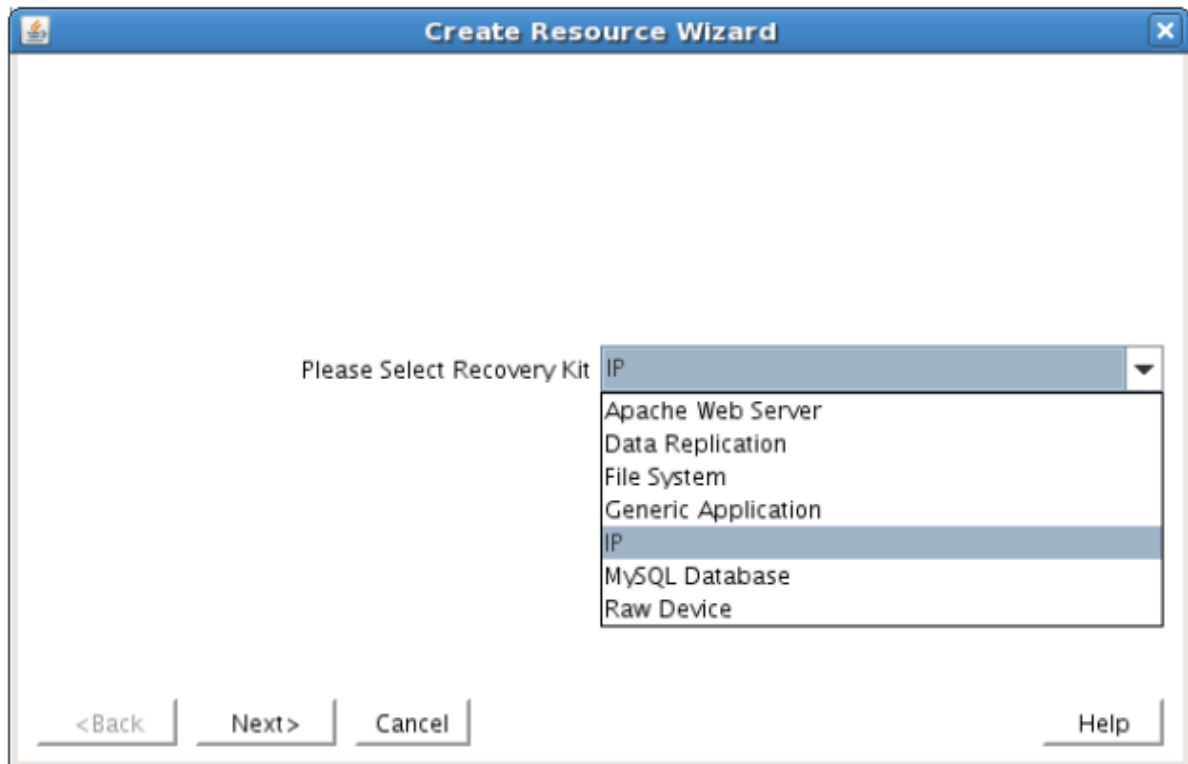 Create Resource Wizard
Please Select Recovery Kit IP
Apache Web Server
Data Replication
File System
Generic Application
IP
MySQL Database
Raw Device
<Back Next> Cancel Help